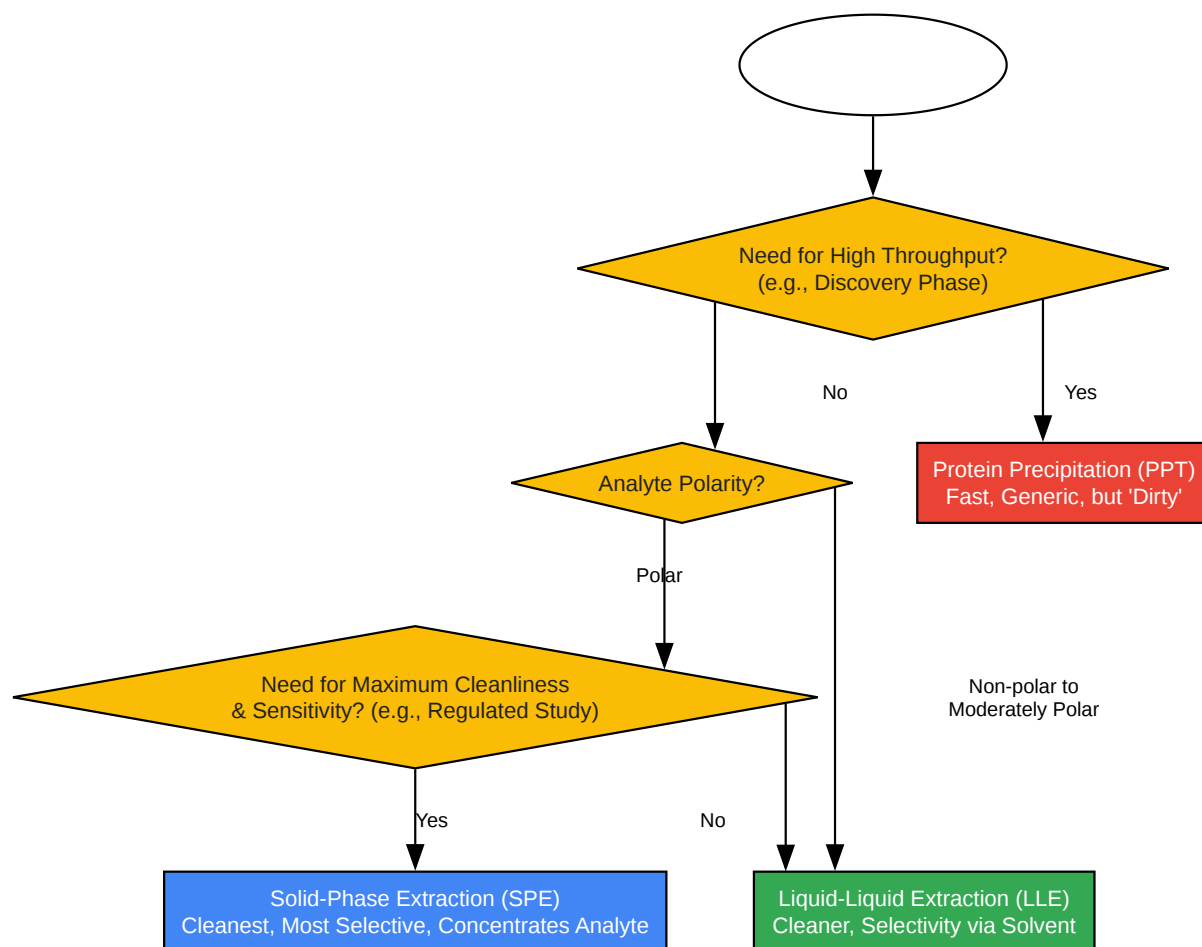 Need for High Throughput?
(e.g., Discovery Phase)
No
Yes
Protein Precipitation (PPT)
Fast, Generic, but 'Dirty'
Analyte Polarity?
Polar
Non-polar to
Moderately Polar
Need for Maximum Cleanliness
& Sensitivity? (e.g., Regulated Study)
Yes
No
Solid-Phase Extraction (SPE)
Cleanest, Most Selective, Concentrates Analyte
Liquid-Liquid Extraction (LLE)
Cleaner, Selectivity via Solvent